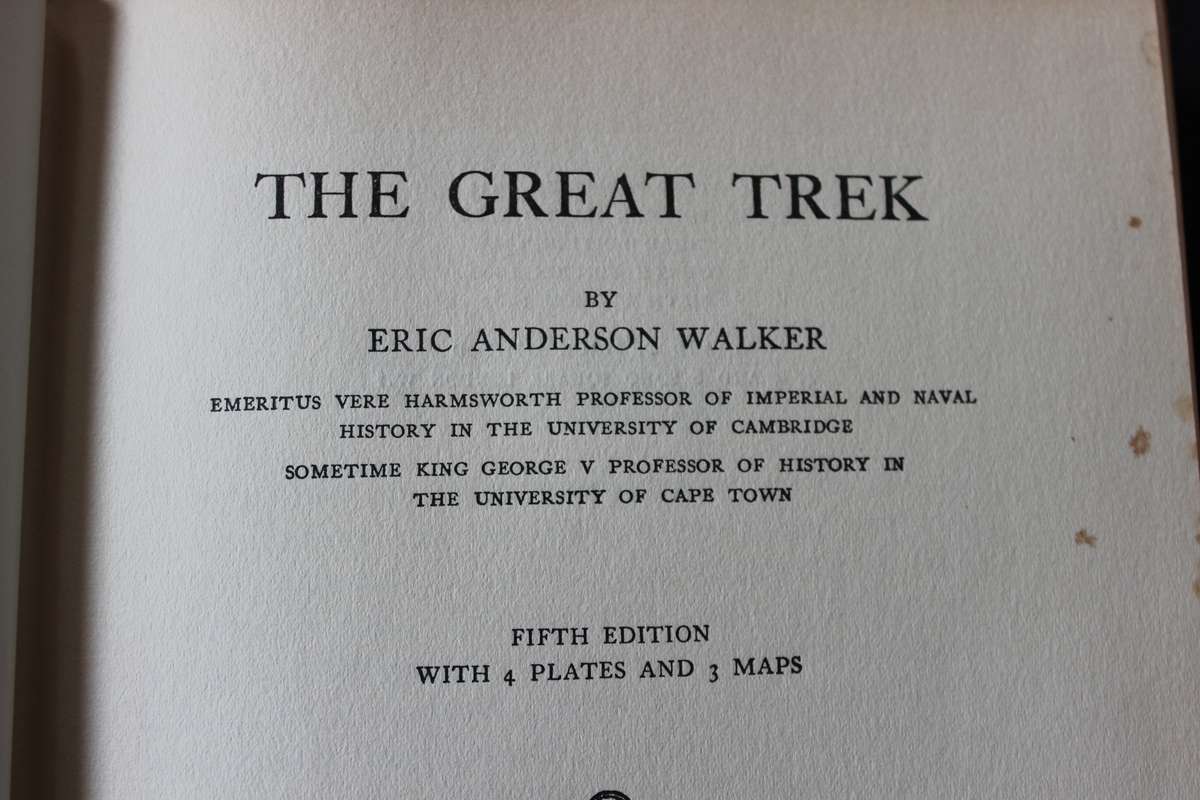 THE GREAT TREK
BY
ERIC ANDERSON WALKER
EMERITUS VERE HARMSWORTH PROFESSOR OF IMPERIAL AND NAVAL
HISTORY IN THE UNIVERSITY OF CAMBRIDGE
SOMETIME KING GEORGE V PROFESSOR OF HISTORY IN
THE UNIVERSITY OF CAPE TOWN
FIFTH EDITION
WITH 4 PLATES AND 3 MAPS